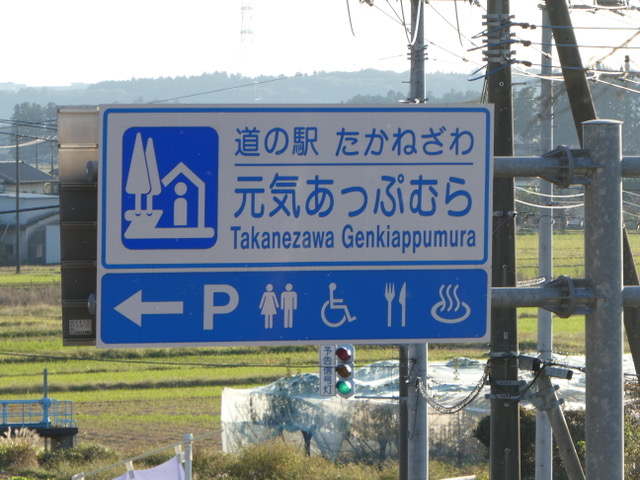 道の駅 たかねざわ
元気あっぷむら
Takanezawa Genkiappumura
P
予告信号灯